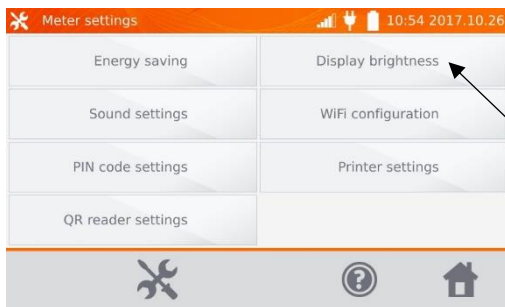 Meter settings 10:54 2017.10.26
Energy saving Display brightness
Sound settings WiFi configuration
PIN code settings Printer settings
QR reader settings
?